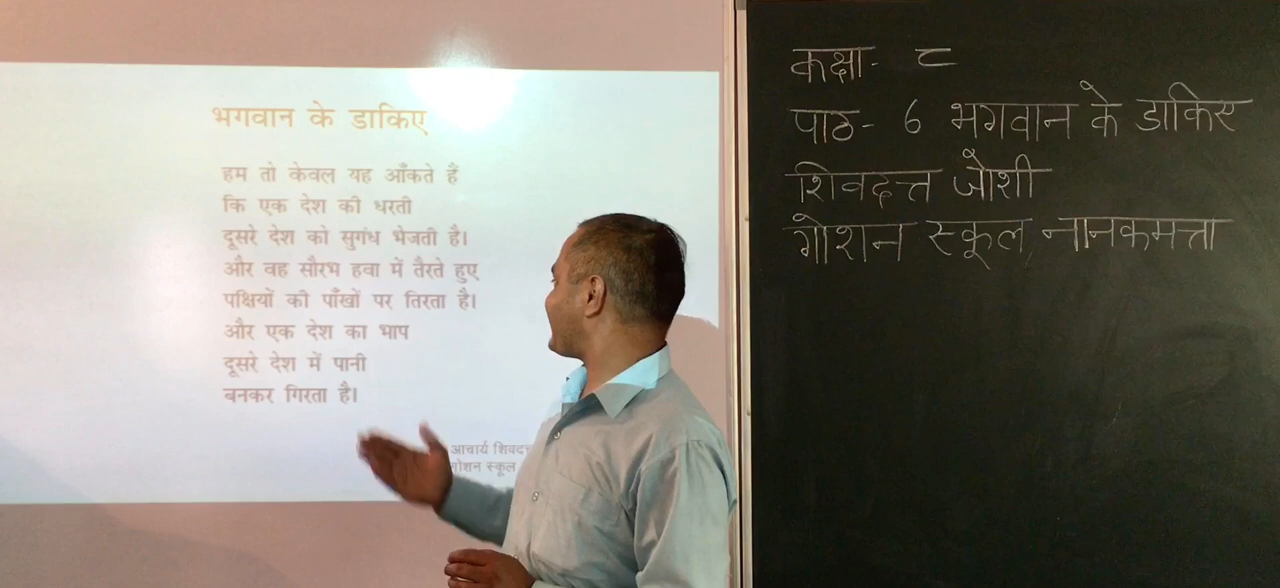 भगवान के डाकिए
हम तो केवल यह आँकते हैं
कि एक देश की धरती
दूसरे देश को सुगंध भेजती है।
और वह सौरभ हवा में तैरते हुए
पक्षियों की पाँखों पर तिरता है।
और एक देश का भाप
दूसरे देश में पानी
बनकर गिरता है।
आचार्य
स्कूल
कक्षा- ८
पाठ- 6 भगवान के डाकिए
शिवदत्त जोशी
गोशन स्कूल नानकमत्ता